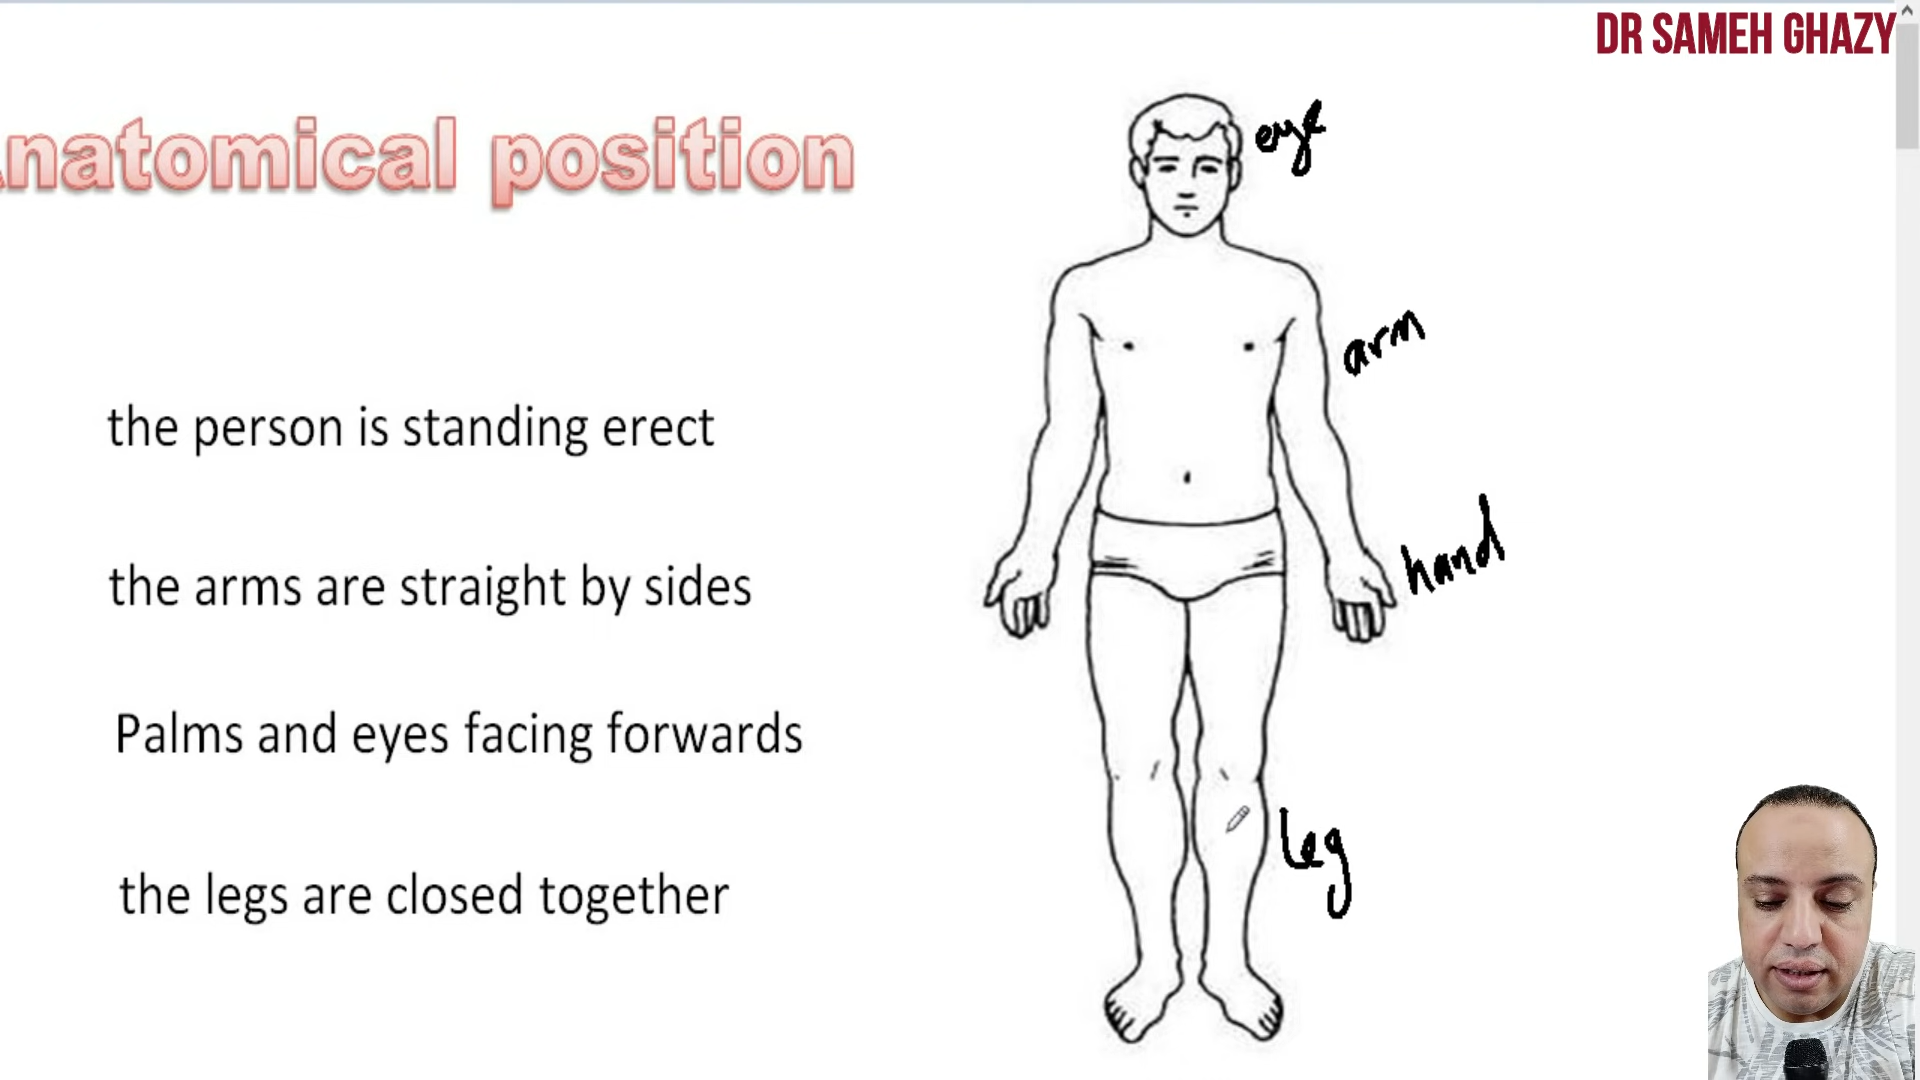 DR SAMEH GHAZY
natomical position
eye
arm
the person is standing erect
hand
the arms are straight by sides
Palms and eyes facing forwards
leg
the legs are closed together